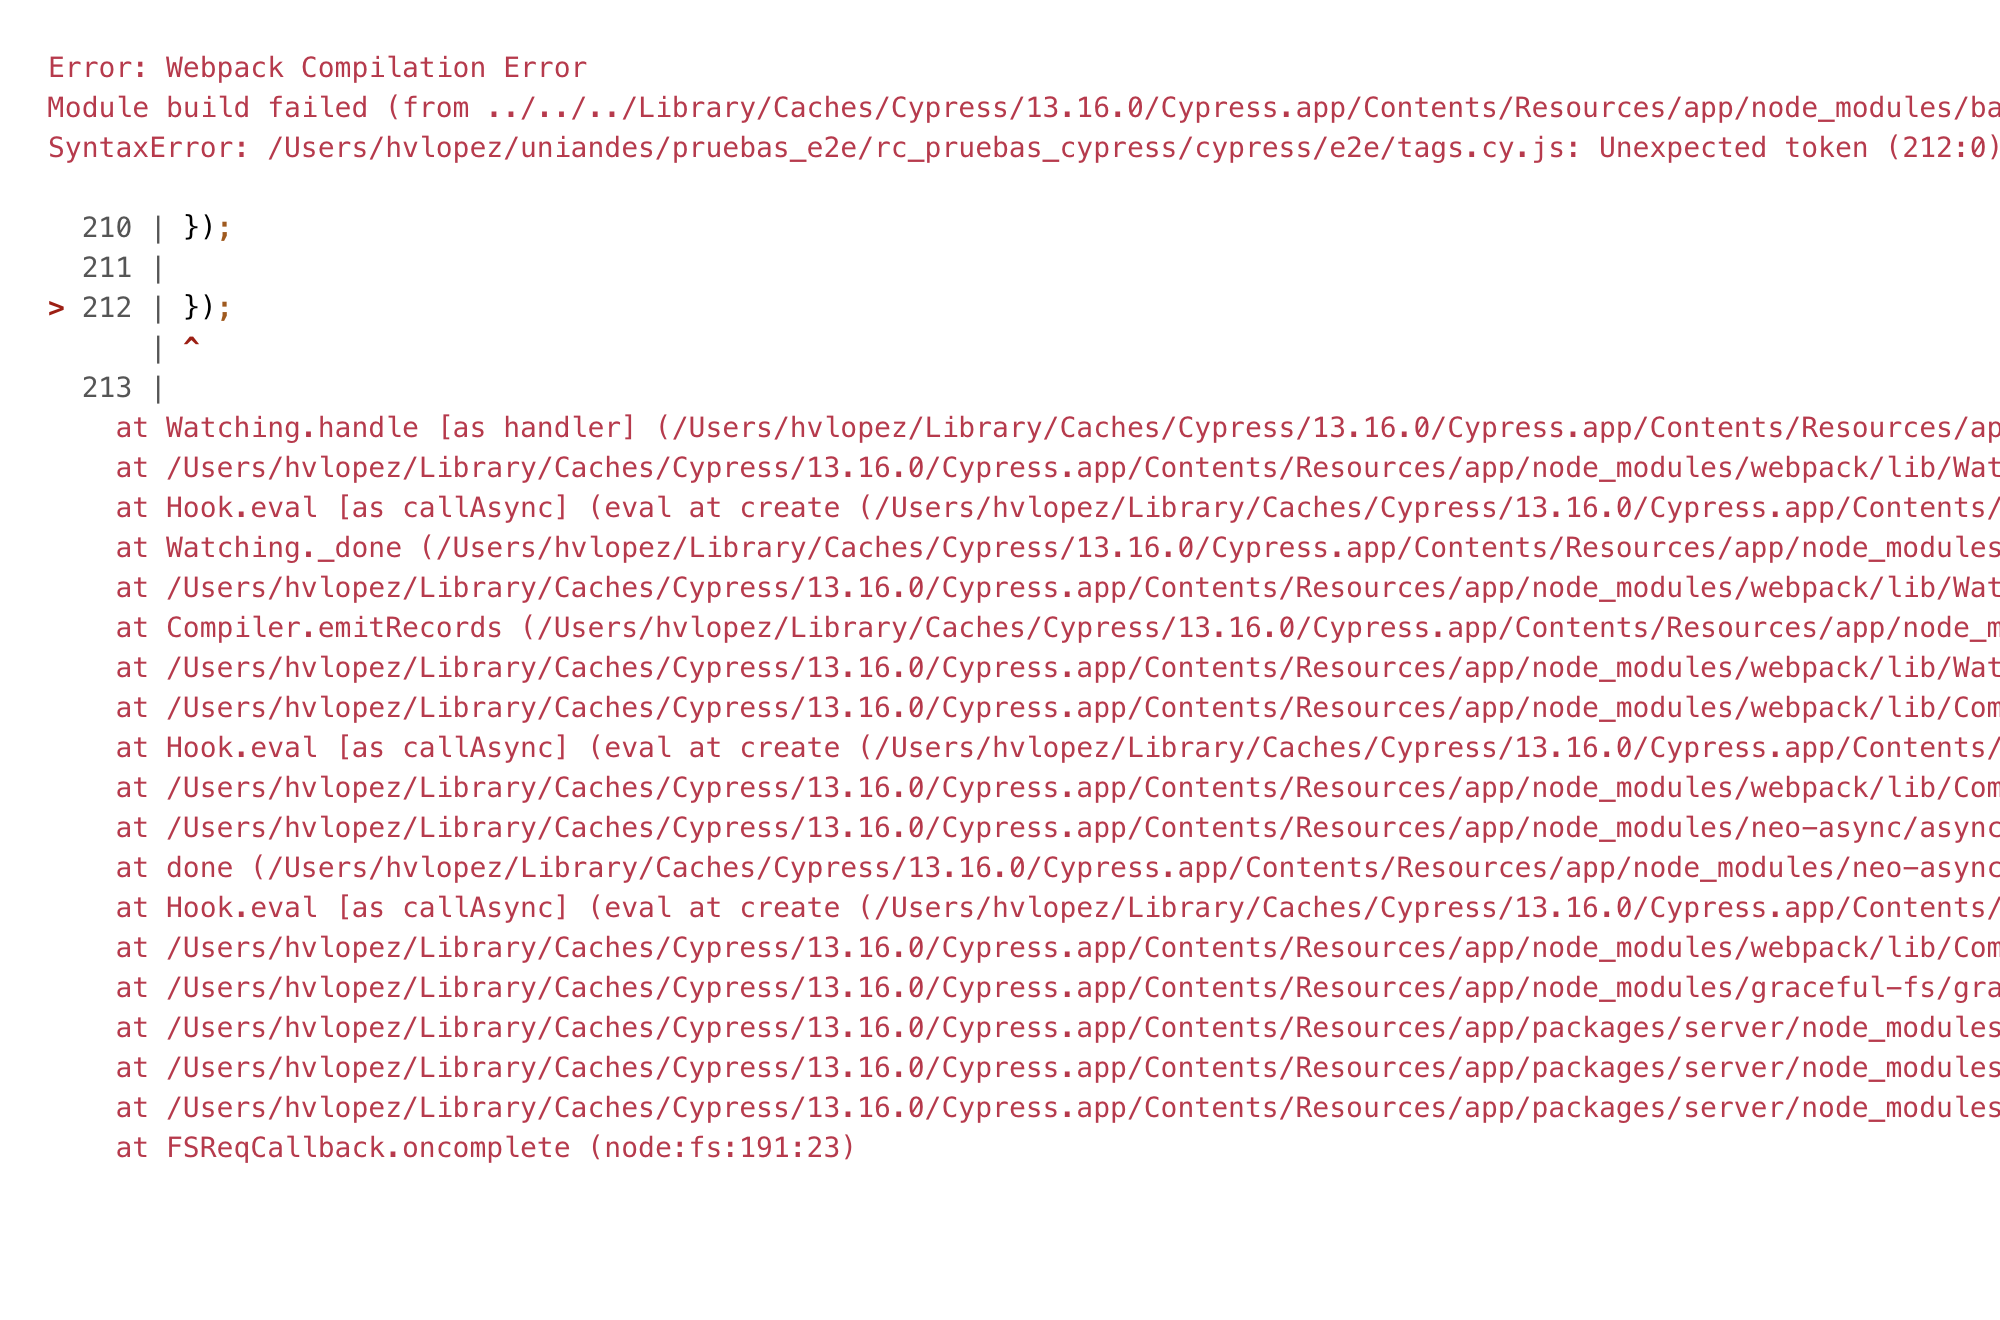 Error: Webpack Compilation Error
Module build failed (from ../../../Library/Caches/Cypress/13.16.0/Cypress.app/Contents/Resources/app/node_modules/ba
SyntaxError: /Users/hvlopez/uniandes/pruebas_e2e/rc_pruebas_cypress/cypress/e2e/tags.cy.js: Unexpected token (212:0)
210 | });
211 |
> 212 | });
| ^
213 |
at Watching.handle [as handler] (/Users/hvlopez/Library/Caches/Cypress/13.16.0/Cypress.app/Contents/Resources/ap
at /Users/hvlopez/Library/Caches/Cypress/13.16.0/Cypress.app/Contents/Resources/app/node_modules/webpack/lib/Wat
at Hook.eval [as callAsync] (eval at create (/Users/hvlopez/Library/Caches/Cypress/13.16.0/Cypress.app/Contents/
at Watching._done (/Users/hvlopez/Library/Caches/Cypress/13.16.0/Cypress.app/Contents/Resources/app/node_modules
at /Users/hvlopez/Library/Caches/Cypress/13.16.0/Cypress.app/Contents/Resources/app/node_modules/webpack/lib/Wat
at Compiler.emitRecords (/Users/hvlopez/Library/Caches/Cypress/13.16.0/Cypress.app/Contents/Resources/app/node_m
at /Users/hvlopez/Library/Caches/Cypress/13.16.0/Cypress.app/Contents/Resources/app/node_modules/webpack/lib/Wat
at /Users/hvlopez/Library/Caches/Cypress/13.16.0/Cypress.app/Contents/Resources/app/node_modules/webpack/lib/Com
at Hook.eval [as callAsync] (eval at create (/Users/hvlopez/Library/Caches/Cypress/13.16.0/Cypress.app/Contents/
at /Users/hvlopez/Library/Caches/Cypress/13.16.0/Cypress.app/Contents/Resources/app/node_modules/webpack/lib/Com
at /Users/hvlopez/Library/Caches/Cypress/13.16.0/Cypress.app/Contents/Resources/app/node_modules/neo-async/async
at done (/Users/hvlopez/Library/Caches/Cypress/13.16.0/Cypress.app/Contents/Resources/app/node_modules/neo-async
at Hook.eval [as callAsync] (eval at create (/Users/hvlopez/Library/Caches/Cypress/13.16.0/Cypress.app/Contents/
at /Users/hvlopez/Library/Caches/Cypress/13.16.0/Cypress.app/Contents/Resources/app/node_modules/webpack/lib/Com
at /Users/hvlopez/Library/Caches/Cypress/13.16.0/Cypress.app/Contents/Resources/app/node_modules/graceful-fs/gra
at /Users/hvlopez/Library/Caches/Cypress/13.16.0/Cypress.app/Contents/Resources/app/packages/server/node_modules
at /Users/hvlopez/Library/Caches/Cypress/13.16.0/Cypress.app/Contents/Resources/app/packages/server/node_modules
at /Users/hvlopez/Library/Caches/Cypress/13.16.0/Cypress.app/Contents/Resources/app/packages/server/node_modules
at FSReqCallback.oncomplete (node:fs:191:23)